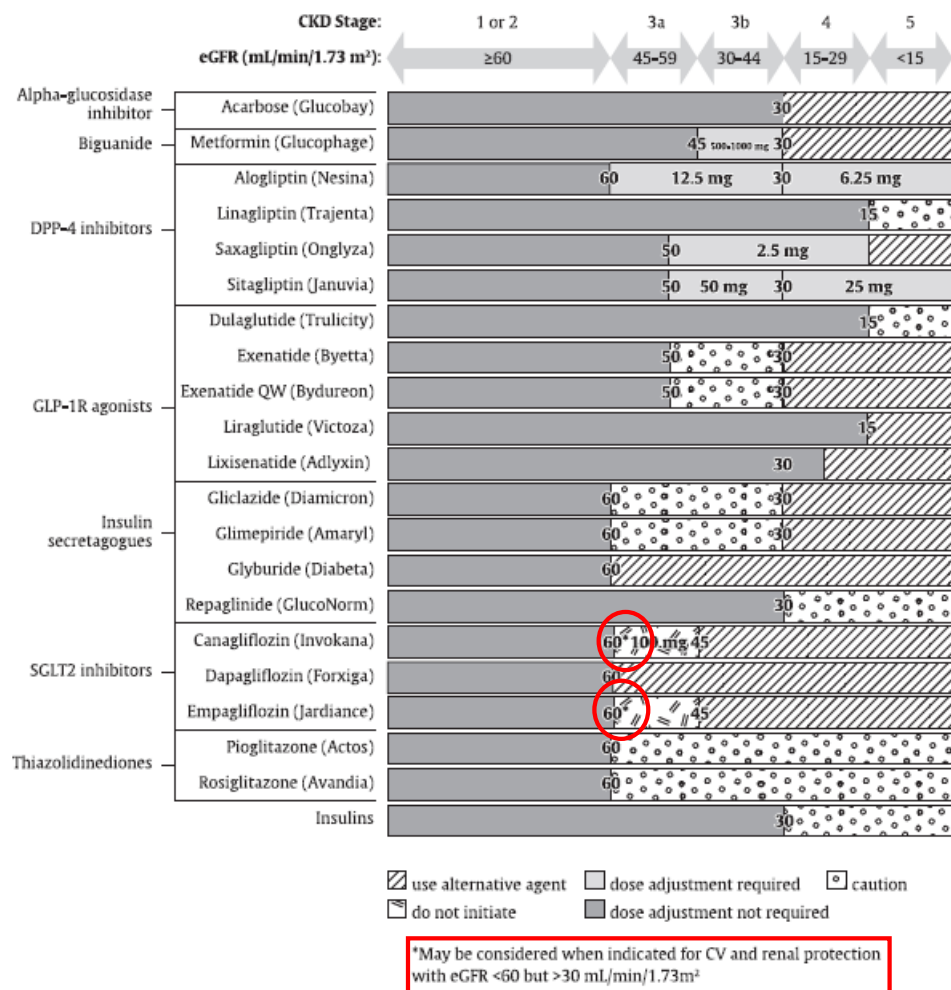 CKD Stage: 1 or 2 3a 3b 4 5
eGFR (mL/min/1.73 m²): ≥60 45–59 30–44 15–29 <15
Alpha-glucosidase
inhibitor
Acarbose (Glucobay) 30
Biguanide Metformin (Glucophage) 45 500-1000 mg 30
Alogliptin (Nesina) 60 12.5 mg 30 6.25 mg
Linagliptin (Trajenta) 15
DPP-4 inhibitors
Saxagliptin (Onglyza) 50 2.5 mg
Sitagliptin (Januvia) 50 50 mg 30 25 mg
Dulaglutide (Trulicity) 15
Exenatide (Byetta) 50 30
Exenatide QW (Bydureon) 50 30
GLP-1R agonists
Liraglutide (Victoza) 15
Lixisenatide (Adlyxin) 30
Gliclazide (Diamicron) 60 30
Insulin
secretagogues
Glimepiride (Amaryl) 60 30
Glyburide (Diabeta) 60
Repaglinide (GlucoNorm) 30
Canagliflozin (Invokana) 60* 100 mg 45
SGLT2 inhibitors Dapagliflozin (Forxiga) 60
Empagliflozin (Jardiance) 60* 45
Thiazolidinediones Pioglitazone (Actos) 60
Rosiglitazone (Avandia) 60
Insulins 30
use alternative agent dose adjustment required caution
do not initiate dose adjustment not required
*May be considered when indicated for CV and renal protection
with eGFR <60 but >30 mL/min/1.73m²